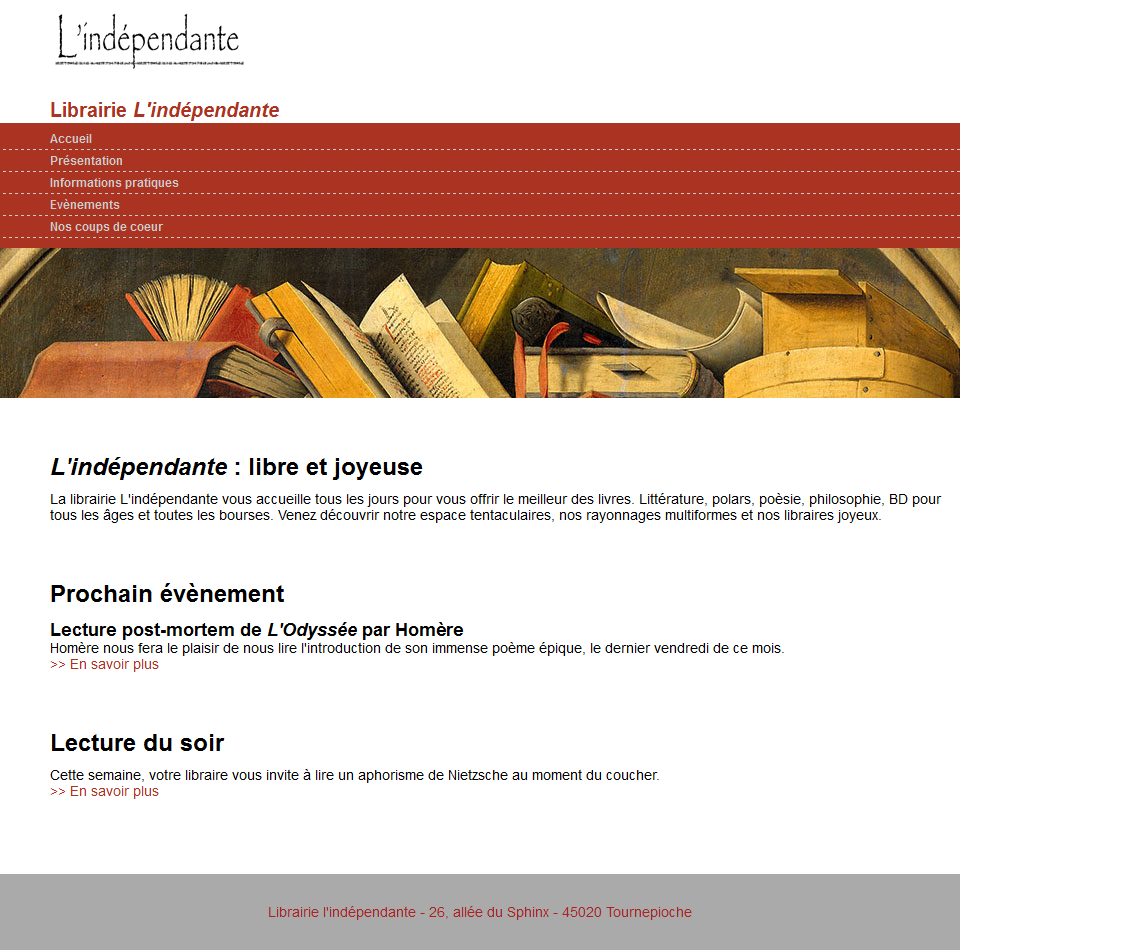 L'indépendante
Librairie L'indépendante
Accueil
Présentation
Informations pratiques
Evènements
Nos coups de coeur
L'indépendante : libre et joyeuse
La librairie L'indépendante vous accueille tous les jours pour vous offrir le meilleur des livres. Littérature, polars, poèsie, philosophie, BD pour
tous les âges et toutes les bourses. Venez découvrir notre espace tentaculaires, nos rayonnages multiformes et nos libraires joyeux.
Prochain évènement
Lecture post-mortem de L'Odyssée par Homère
Homère nous fera le plaisir de nous lire l'introduction de son immense poème épique, le dernier vendredi de ce mois.
>> En savoir plus
Lecture du soir
Cette semaine, votre libraire vous invite à lire un aphorisme de Nietzsche au moment du coucher.
>> En savoir plus
Librairie l'indépendante - 26, allée du Sphinx - 45020 Tournepioche